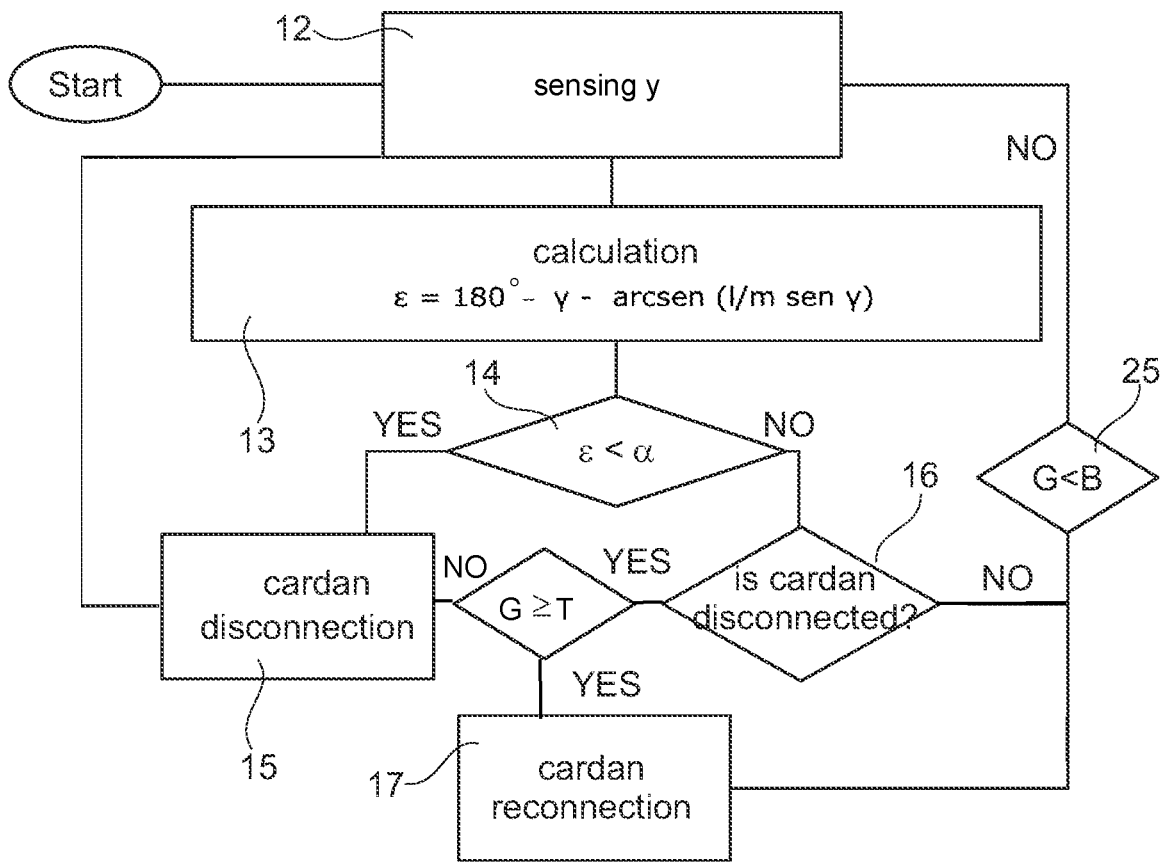 12
Start
sensing y
NO
calculation
ε = 180°- γ - arcsen (l/m sen γ)
13
14
25
YES
NO
ε < α
G<B
16
cardan
disconnection
NO
G ≧T
YES
is cardan
disconnected?
NO
YES
15
17
cardan
reconnection